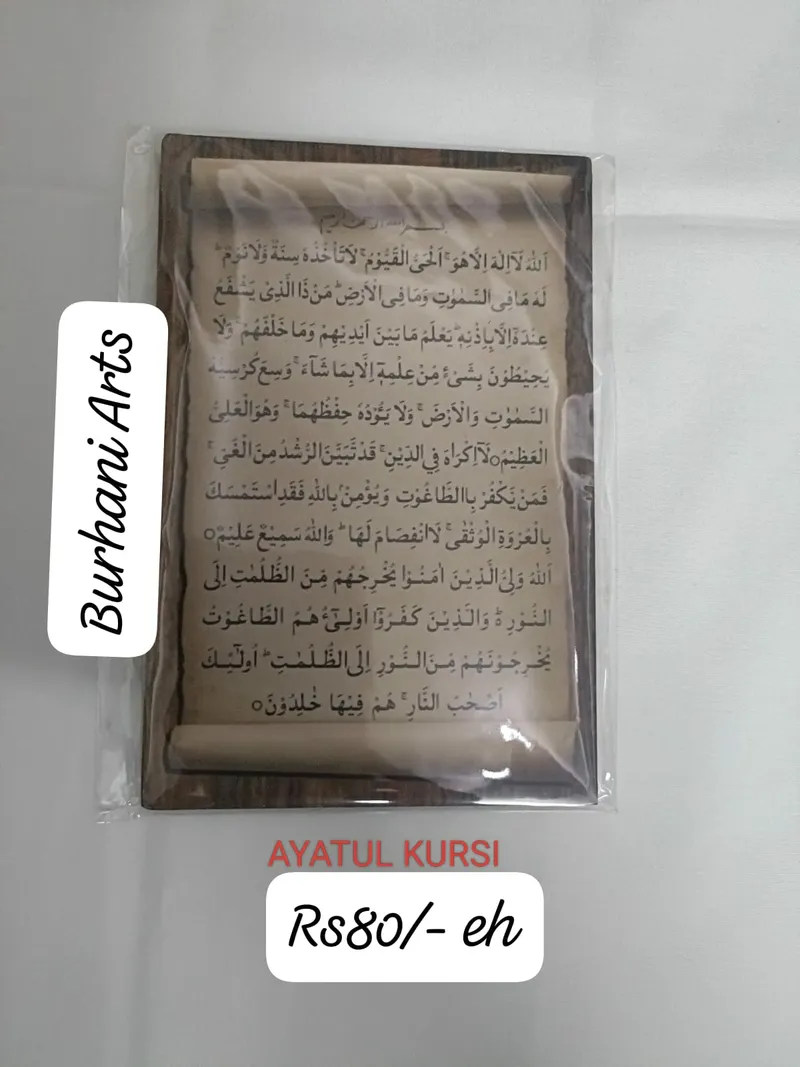 بسم الله الرحمن الرحيم
اَللّٰهُ لَاۤ اِلٰهَ اِلَّا هُوَ ۚ اَلْحَىُّ الْقَيُّوْمُ ۚ لَا تَاْخُذُهٗ سِنَةٌ وَّلَا نَوْمٌ ؕ
لَهٗ مَا فِى السَّمٰوٰتِ وَمَا فِى الْاَرْضِ ؕ مَنْ ذَا الَّذِىْ يَشْفَعُ
عِنْدَهٗۤ اِلَّا بِاِذْنِهٖ ؕ يَعْلَمُ مَا بَيْنَ اَيْدِيْهِمْ وَمَا خَلْفَهُمْ ۚ وَلَا
يُحِيْطُوْنَ بِشَىْءٍ مِّنْ عِلْمِهٖۤ اِلَّا بِمَا شَآءَ ۚ وَسِعَ كُرْسِيُّهُ
السَّمٰوٰتِ وَالْاَرْضَ ۚ وَلَا يَـُٔوْدُهٗ حِفْظُهُمَا ۚ وَهُوَ الْعَلِىُّ
الْعَظِيْمُ ○ لَاۤ اِكْرَاهَ فِى الدِّيْنِ ۚ قَدْ تَّبَيَّنَ الرُّشْدُ مِنَ الْغَىِّ ۚ
فَمَنْ يَّكْفُرْ بِاالطَّاغُوْتِ وَيُؤْمِنْۢ بِاللّٰهِ فَقَدِ اسْتَمْسَكَ
بِالْعُرْوَةِ الْوُثْقٰى ۚ لَا انْفِصَامَ لَهَا ؕ وَاللّٰهُ سَمِيْعٌ عَلِيْمٌ ○
اَللّٰهُ وَلِىُّ الَّذِيْنَ اٰمَنُوْا يُخْرِجُهُمْ مِّنَ الظُّلُمٰتِ اِلَى
النُّوْرِ ؕ وَالَّذِيْنَ كَفَرُوْۤا اَوْلِيٰٓـُٔهُمُ الطَّاغُوْتُ
يُخْرِجُوْنَهُمْ مِّنَ النُّوْرِ اِلَى الظُّلُمٰتِ ؕ اُولٰٓئِكَ
اَصْحٰبُ النَّارِ ۚ هُمْ فِيْهَا خٰلِدُوْنَ ○
Burhani Arts
AYATUL KURSI
Rs80/- eh